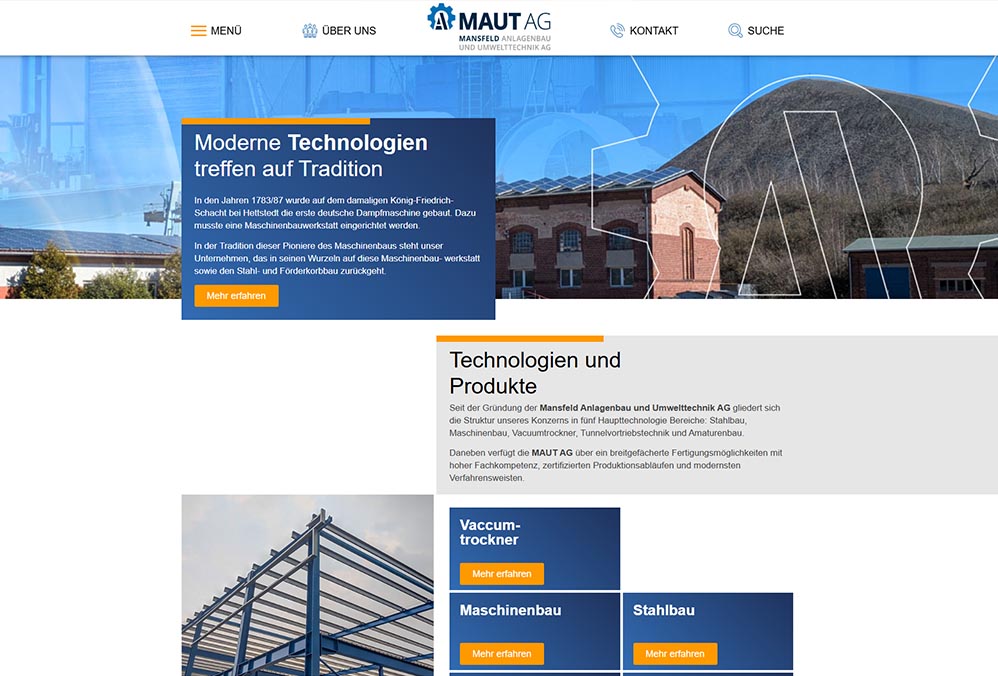 MENÜ
ÜBER UNS
MAUT AG
MANSFELD ANLAGENBAU
UND UMWELTTECHNIK AG
KONTAKT
SUCHE
Moderne Technologien
treffen auf Tradition
In den Jahren 1783/87 wurde auf dem damaligen König-Friedrich-
Schacht bei Hettstedt die erste deutsche Dampfmaschine gebaut. Dazu
musste eine Maschinenbauwerkstatt eingerichtet werden.
In der Tradition dieser Pioniere des Maschinenbaus steht unser
Unternehmen, das in seinen Wurzeln auf diese Maschinenbau- werkstatt
sowie den Stahl- und Förderkorbbau zurückgeht.
Mehr erfahren
Technologien und
Produkte
Seit der Gründung der Mansfeld Anlagenbau und Umwelttechnik AG gliedert sich
die Struktur unseres Konzerns in fünf Haupttechnologie Bereiche: Stahlbau,
Maschinenbau, Vacuumtrockner, Tunnelvortriebstechnik und Amaturenbau.
Daneben verfügt die MAUT AG über ein breitgefächerte Fertigungsmöglichkeiten mit
hoher Fachkompetenz, zertifizierten Produktionsabläufen und modernsten
Verfahrensweisten.
Vaccum-
trockner
Mehr erfahren
Maschinenbau
Mehr erfahren
Stahlbau
Mehr erfahren